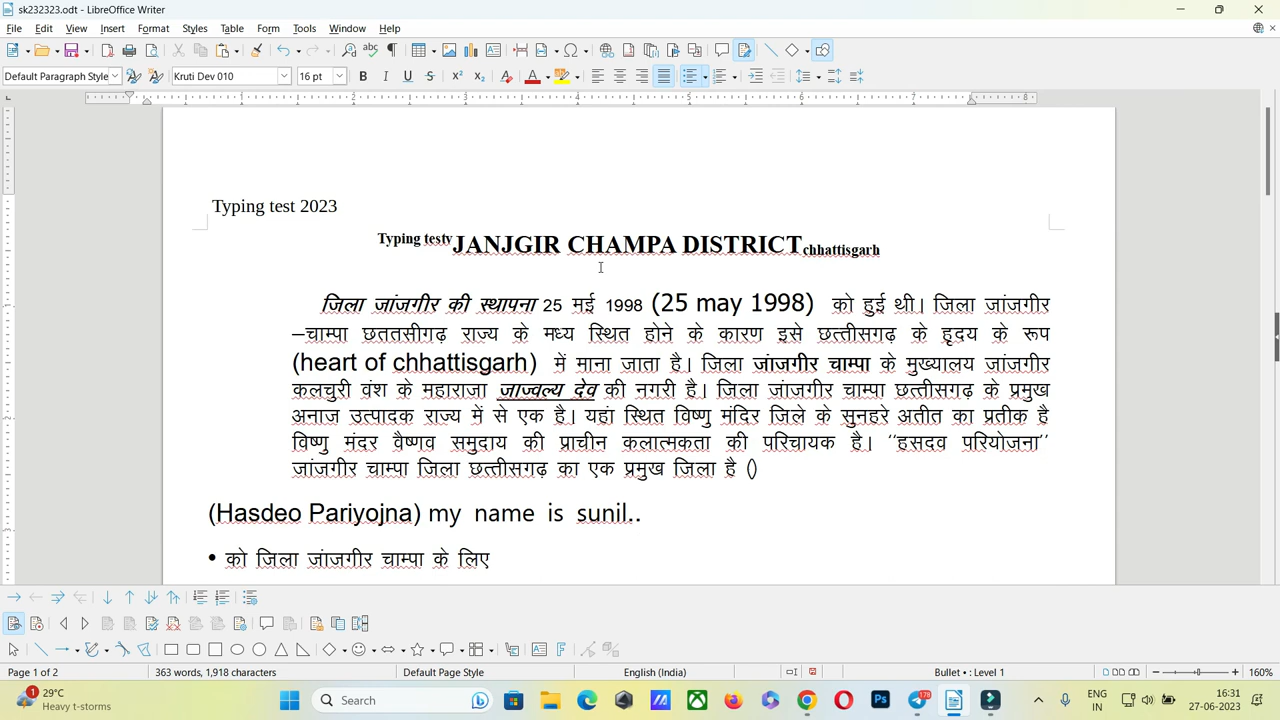 sk232323.odt - LibreOffice Writer
File Edit View Insert Format Styles Table Form Tools Window Help
Default Paragraph Style Kruti Dev 010 16 pt
Typing test 2023
Typing testy JANJGIR CHAMPA DISTRICT chhattisgarh
जिला जांजगीर की स्थापना 25 मई 1998 (25 may 1998) को हुई थी। जिला जांजगीर
–चाम्पा छततसीगढ़ राज्य के मध्य स्थित होने के कारण इसे छत्तीसगढ़ के हृदय के रूप
(heart of chhattisgarh) में माना जाता है। जिला जांजगीर चाम्पा के मुख्यालय जांजगीर
कलचुरी वंश के महाराजा जाज्वल्य देव की नगरी है। जिला जांजगीर चाम्पा छत्तीसगढ़ के प्रमुख
अनाज उत्पादक राज्य में से एक है। यहां स्थित विष्णु मंदिर जिले के सुनहरे अतीत का प्रतीक है
विष्णु मंदर वैष्णव समुदाय की प्राचीन कलात्मकता की परिचायक है। ''हसदव परियोजना''
जांजगीर चाम्पा जिला छत्तीसगढ़ का एक प्रमुख जिला है ()
(Hasdeo Pariyojna) my name is sunil..
• को जिला जांजगीर चाम्पा के लिए
Page 1 of 2 363 words, 1,918 characters Default Page Style English (India) Bullet • : Level 1 160%
29°C
Heavy t-storms
Search
ENG
IN
16:31
27-06-2023